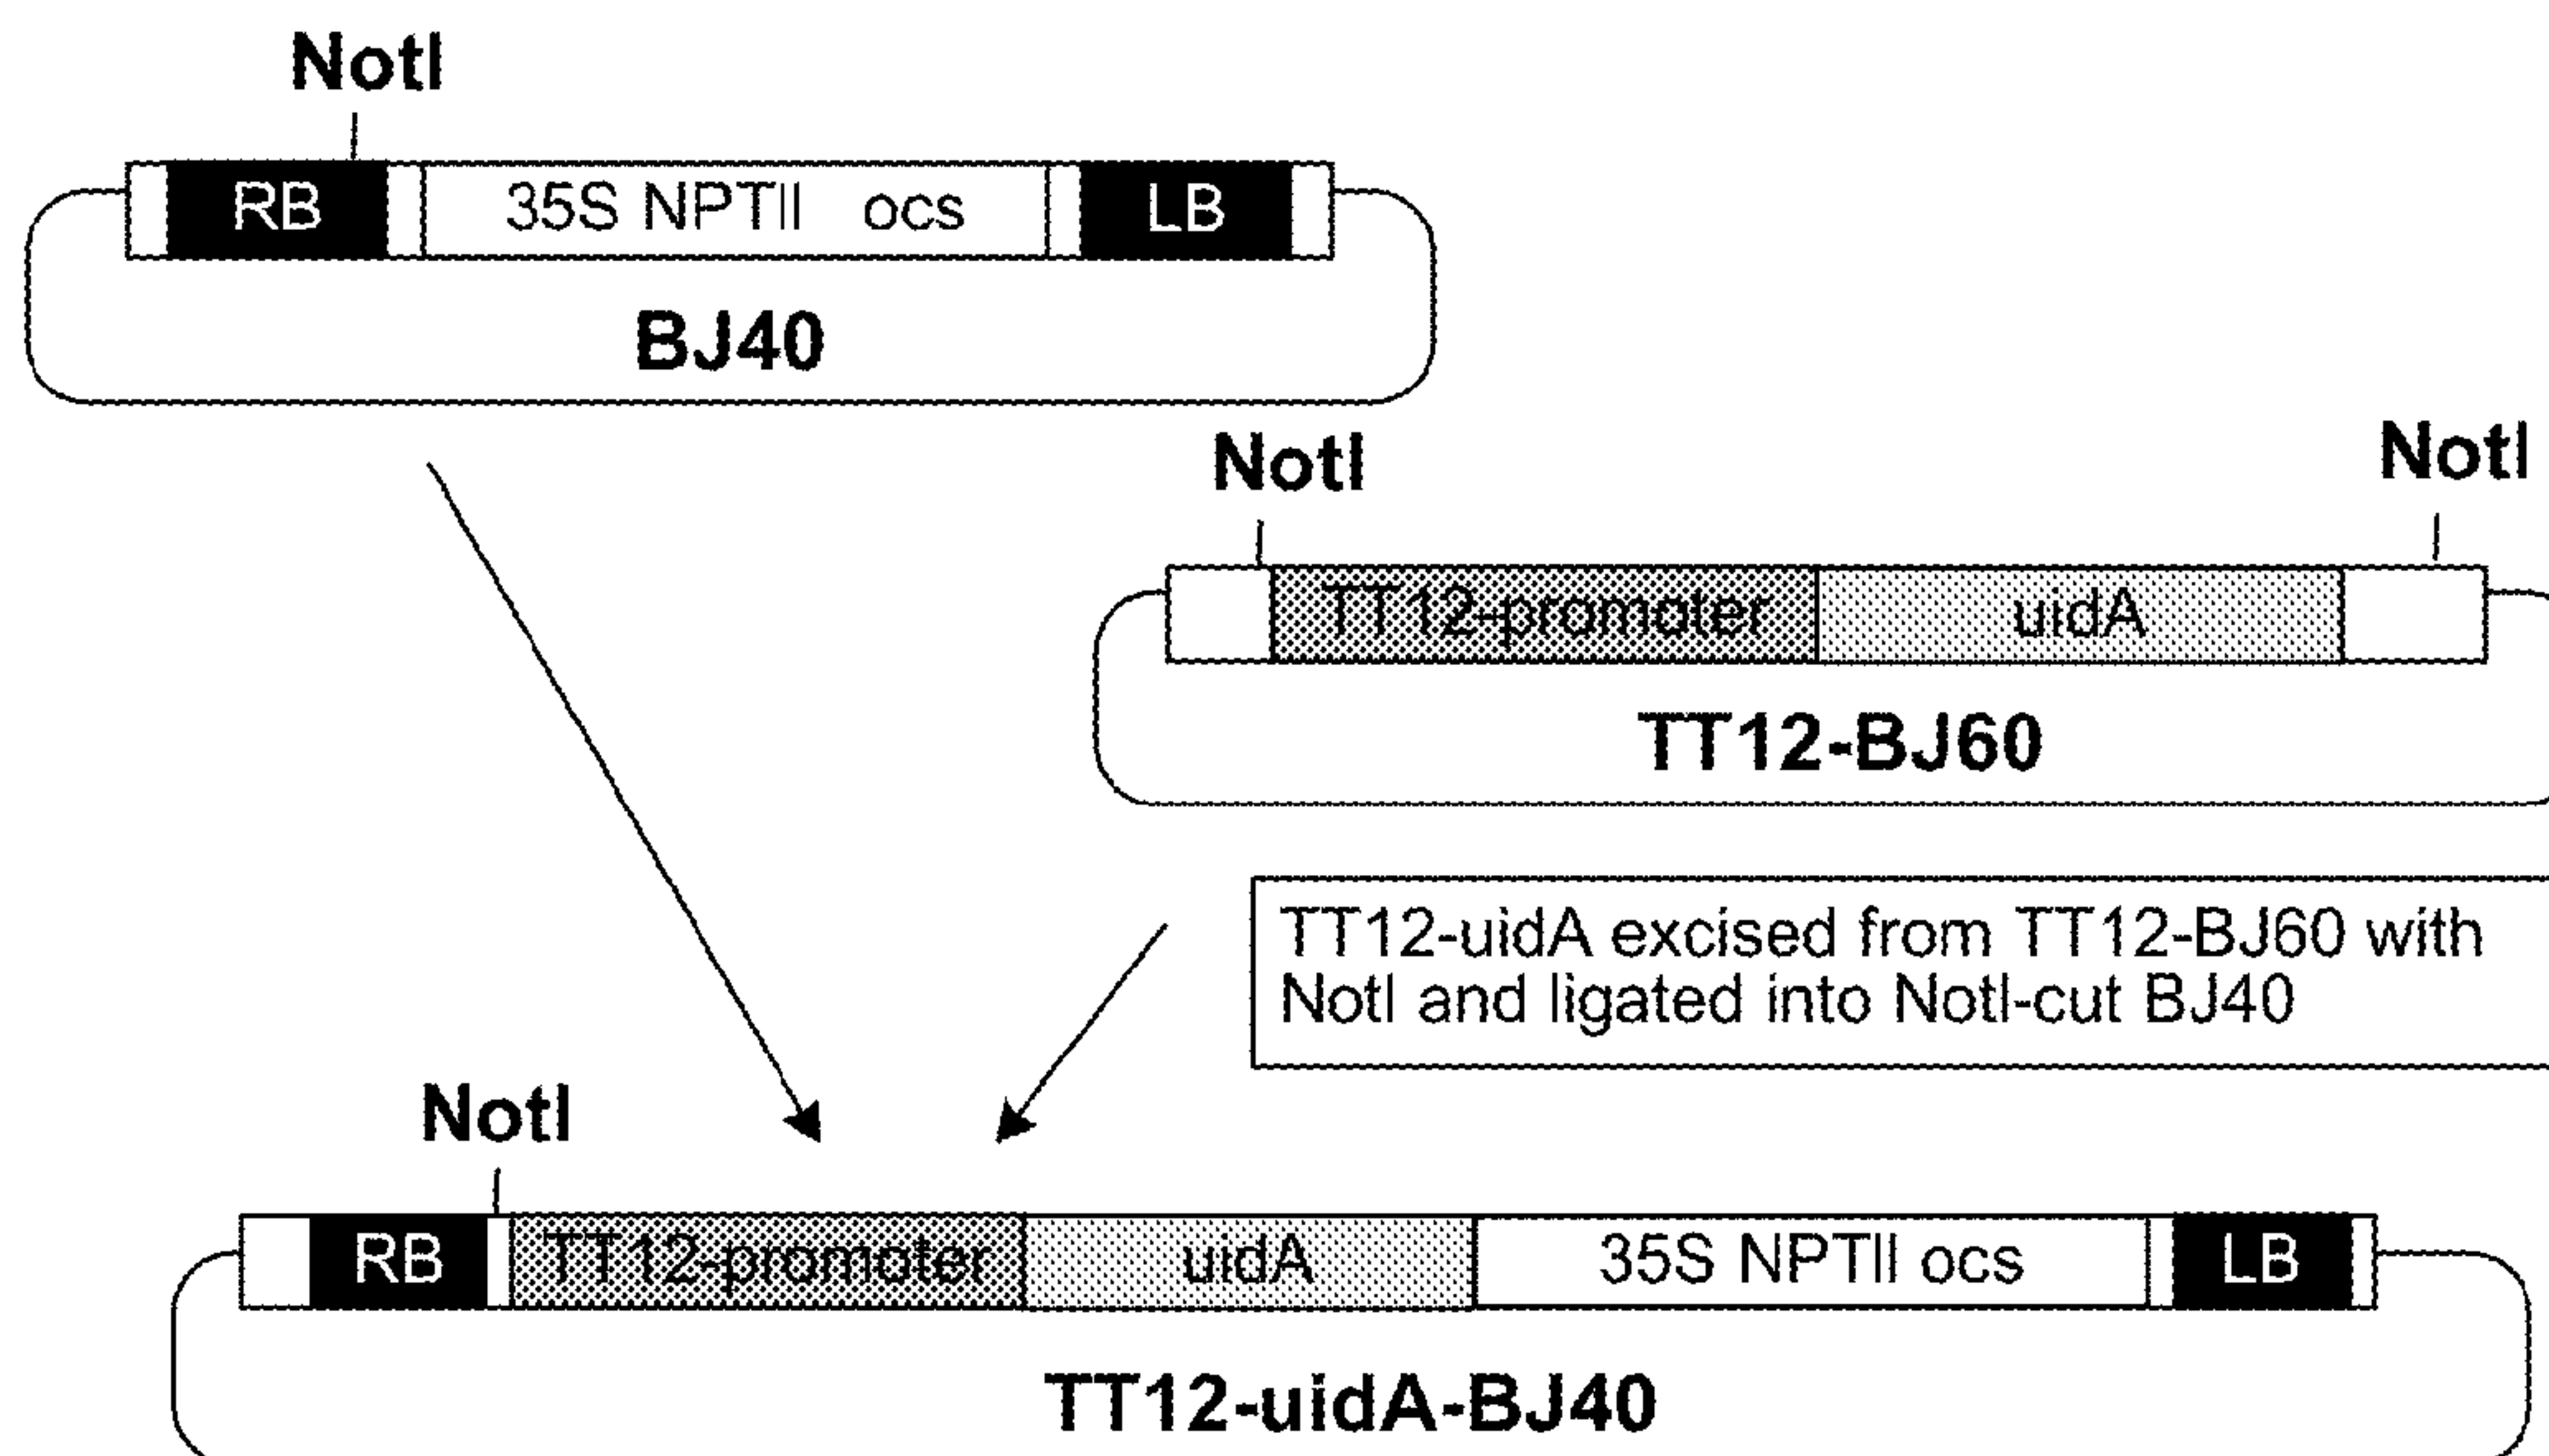 NotI
RB 35S NPTII ocs LB
BJ40
NotI NotI
TT12-promoter uidA
TT12-BJ60
TT12-uidA excised from TT12-BJ60 with
NotI and ligated into NotI-cut BJ40
NotI
RB TT12-promoter uidA 35S NPTII ocs LB
TT12-uidA-BJ40